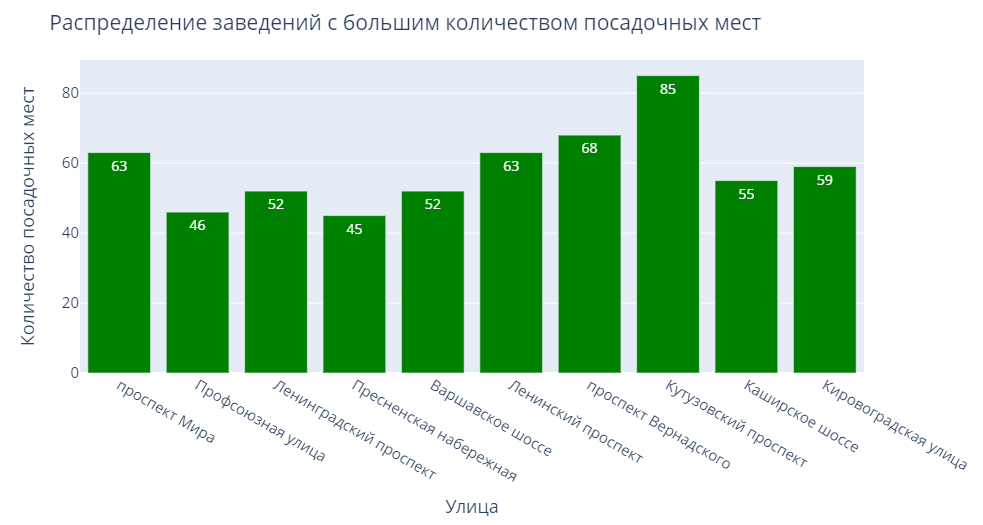 Распределение заведений с большим количеством посадочных мест
Количество посадочных мест
80
60
40
20
0
63
46
52
45
52
63
68
85
55
59
проспект Мира
Профсоюзная улица
Ленинградский проспект
Пресненская набережная
Варшавское шоссе
Ленинский проспект
проспект Вернадского
Кутузовский проспект
Каширское шоссе
Кировоградская улица
Улица